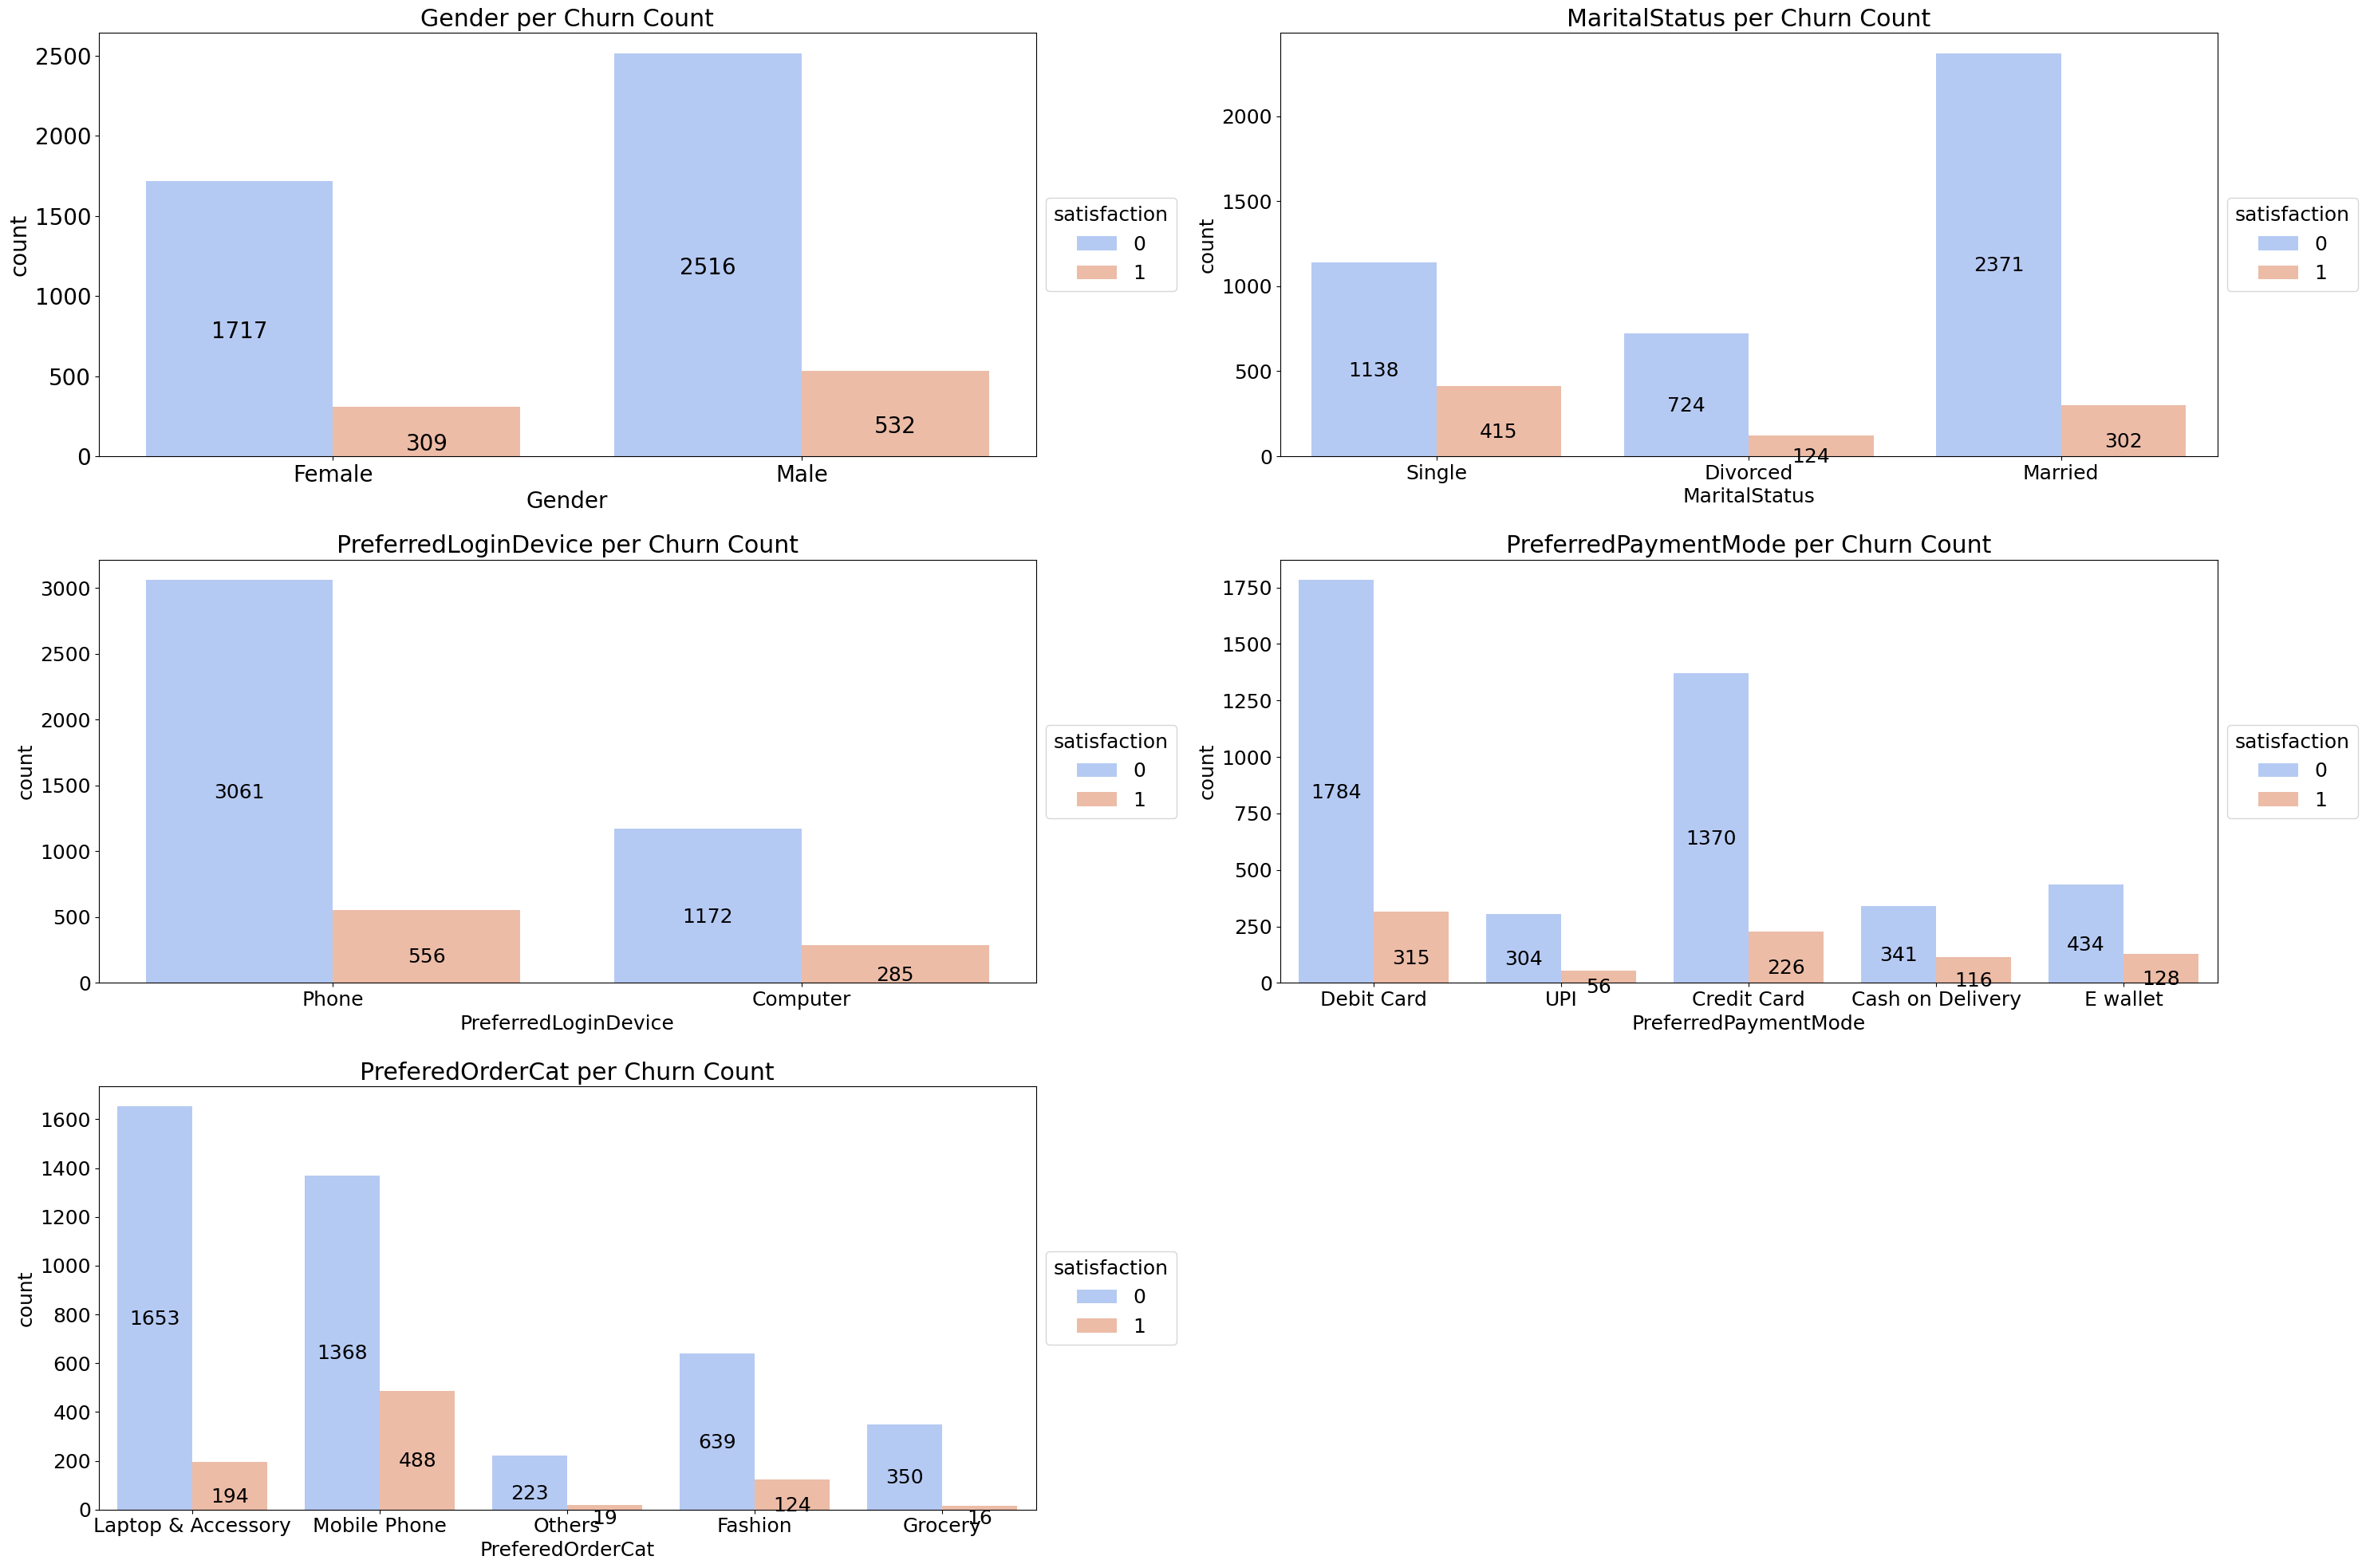 Gender per Churn Count
2500
2000
1500
1000
500
0
count
1717
309
2516
532
Female
Male
Gender
satisfaction
0
1
MaritalStatus per Churn Count
2000
1500
1000
500
0
count
1138
415
724
124
2371
302
Single
Divorced
Married
MaritalStatus
satisfaction
0
1
PreferredLoginDevice per Churn Count
3000
2500
2000
1500
1000
500
0
count
3061
556
1172
285
Phone
Computer
PreferredLoginDevice
satisfaction
0
1
PreferredPaymentMode per Churn Count
1750
1500
1250
1000
750
500
250
0
count
1784
315
304
56
1370
226
341
116
434
128
Debit Card
UPI
Credit Card
Cash on Delivery
E wallet
PreferredPaymentMode
satisfaction
0
1
PreferedOrderCat per Churn Count
1600
1400
1200
1000
800
600
400
200
0
count
1653
194
1368
488
223
19
639
124
350
16
Laptop & Accessory
Mobile Phone
Others
Fashion
Grocery
PreferedOrderCat
satisfaction
0
1